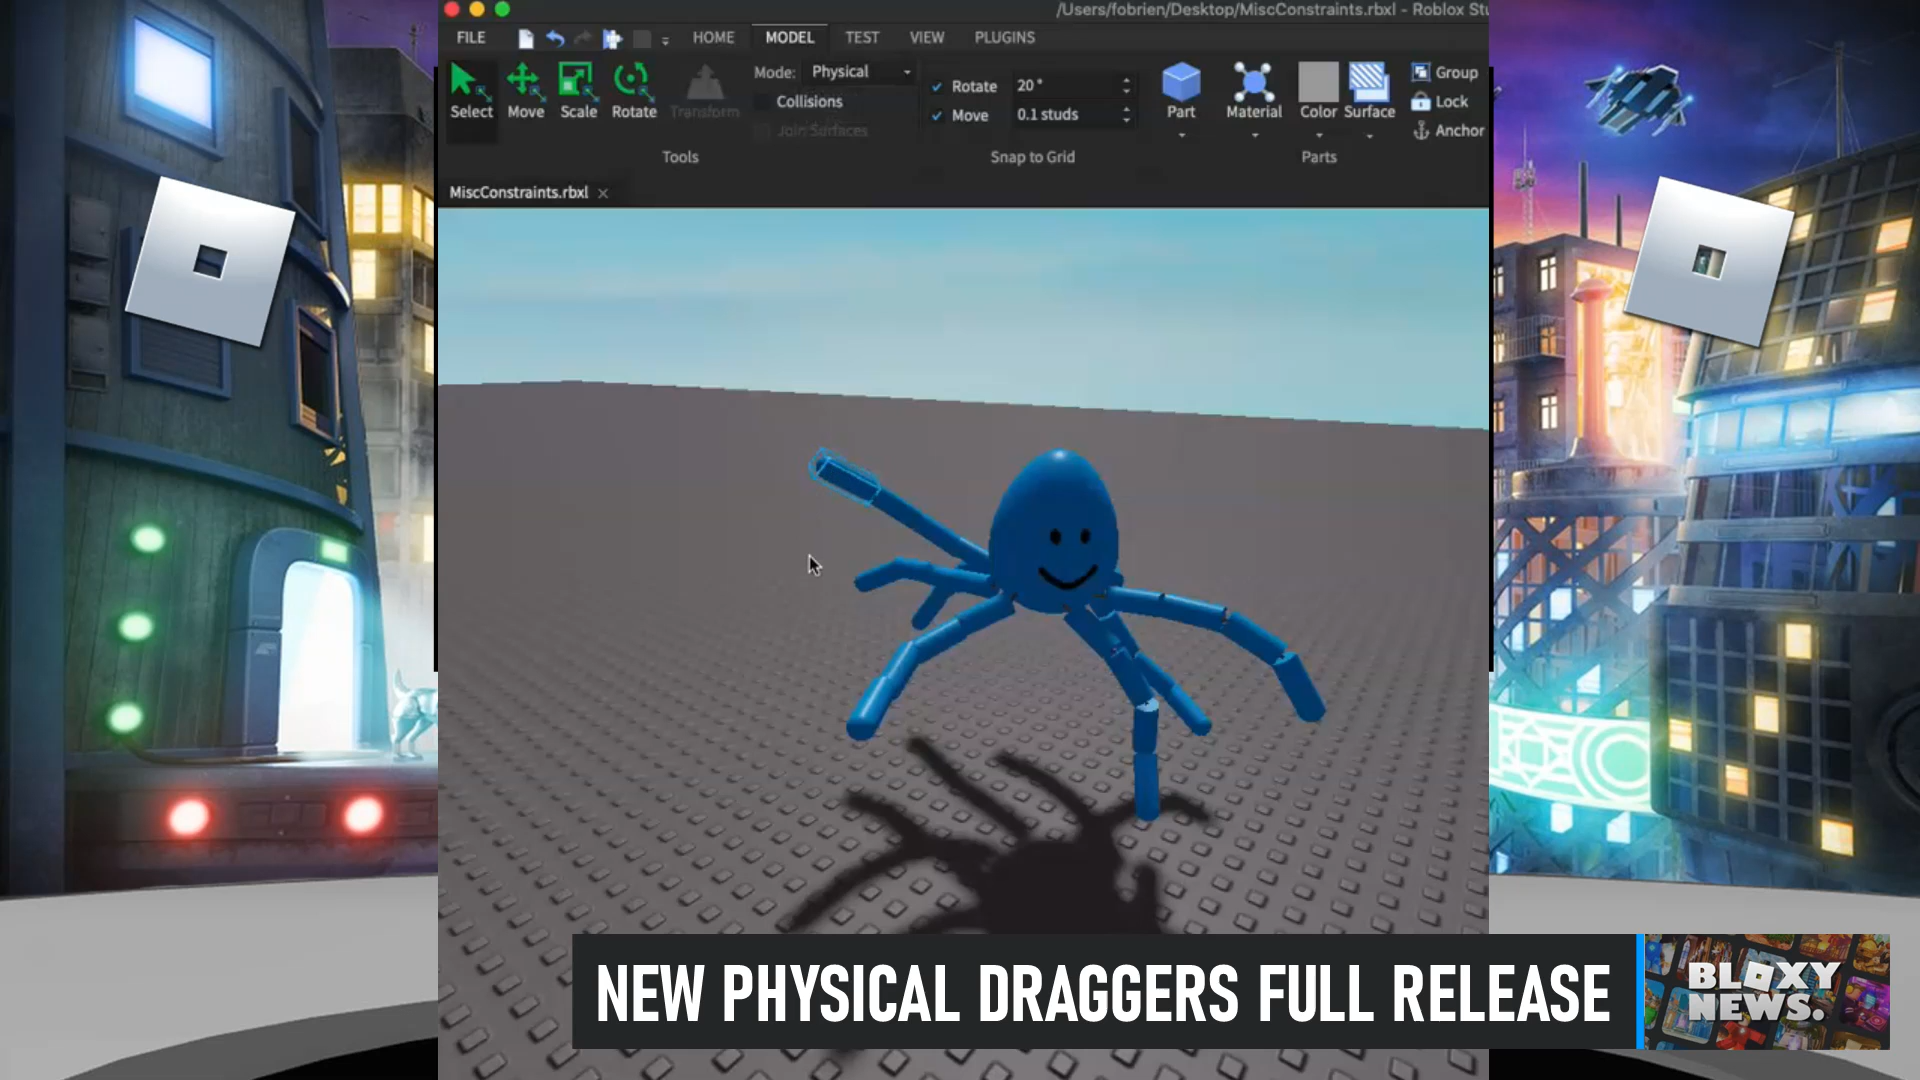 /Users/fobrien/Desktop/MiscConstraints.rbxl - Roblox Stu
FILE HOME MODEL TEST VIEW PLUGINS
Select Move Scale Rotate Transform
Mode: Physical
Collisions
Join Surfaces
Tools
Rotate 20 °
Move 0.1 studs
Snap to Grid
Part Material Color Surface
Group
Lock
Anchor
Parts
MiscConstraints.rbxl
NEW PHYSICAL DRAGGERS FULL RELEASE
BLOXY
NEWS.